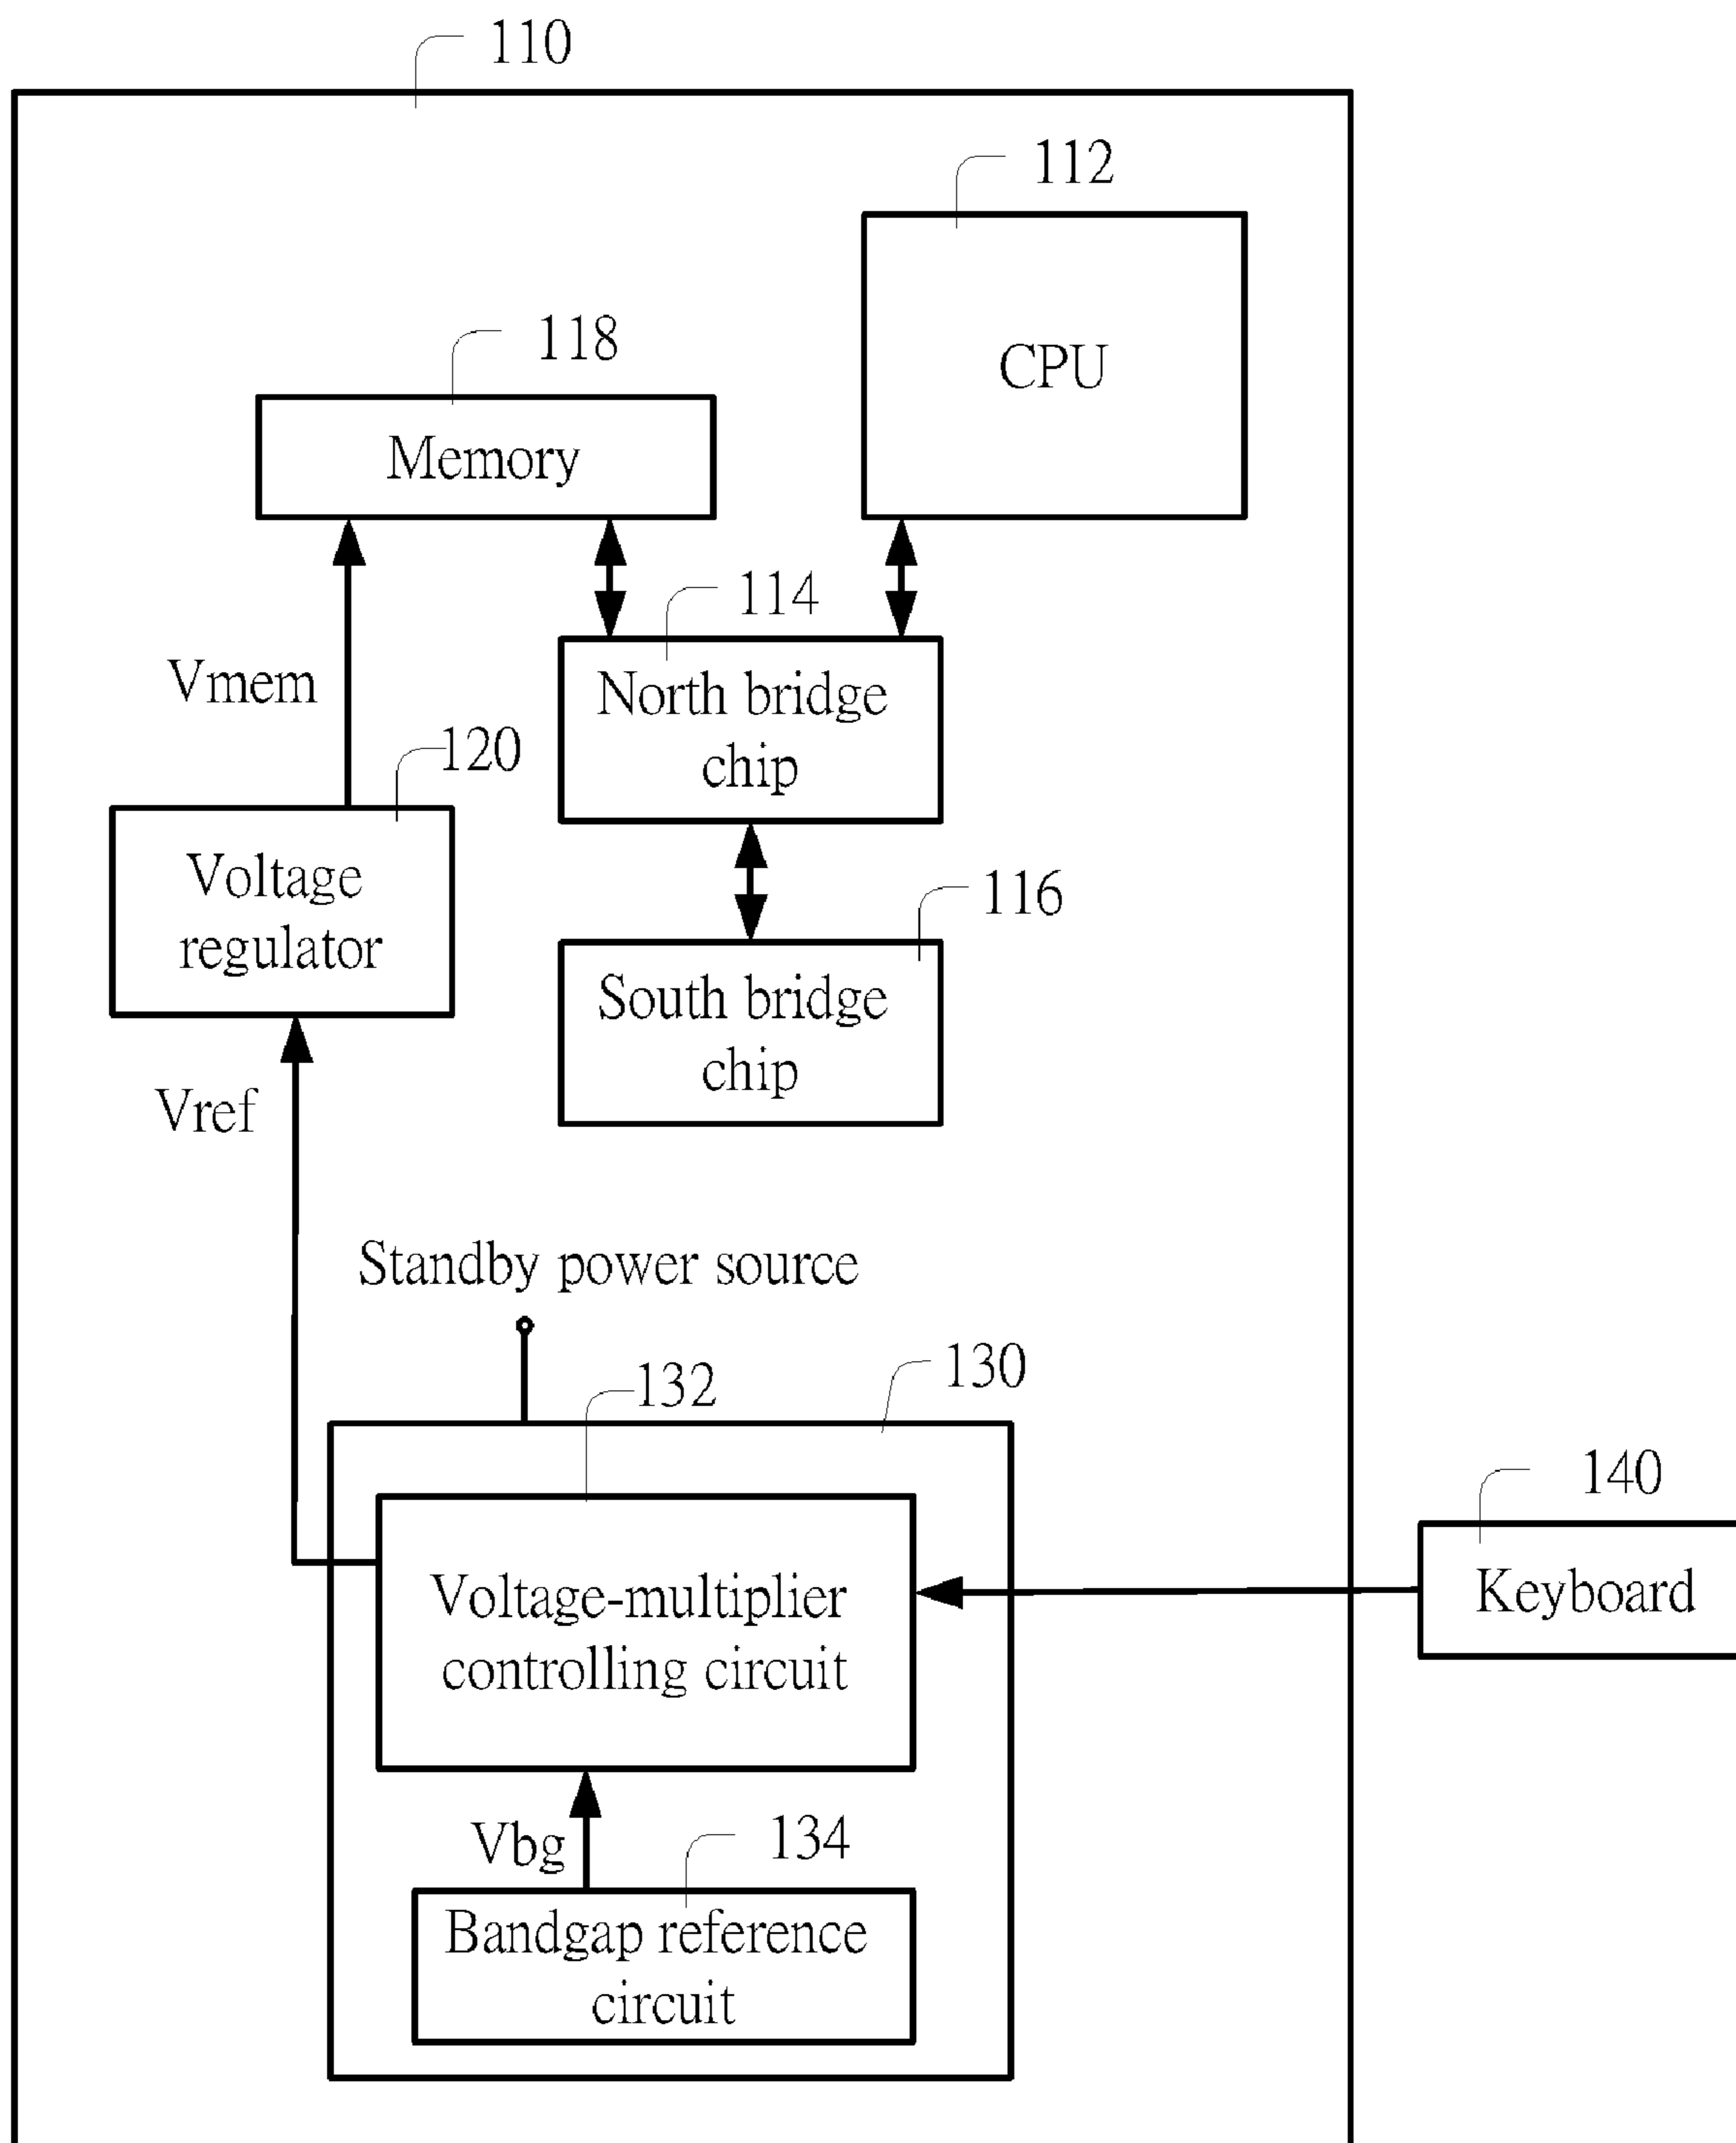 110
112
CPU
118
Memory
114
North bridge
chip
Vmem
120
Voltage
regulator
116
South bridge
chip
Vref
Standby power source
130
132
Voltage-multiplier
controlling circuit
140
Keyboard
Vbg
134
Bandgap reference
circuit